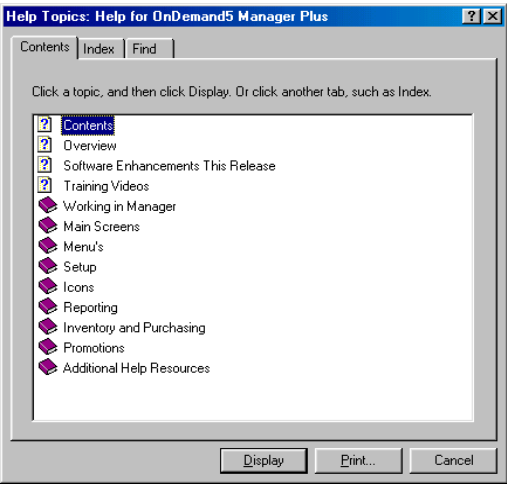 Help Topics: Help for OnDemand5 Manager Plus
Contents Index Find
Click a topic, and then click Display. Or click another tab, such as Index.
Contents
Overview
Software Enhancements This Release
Training Videos
Working in Manager
Main Screens
Menu's
Setup
Icons
Reporting
Inventory and Purchasing
Promotions
Additional Help Resources
Display Print... Cancel